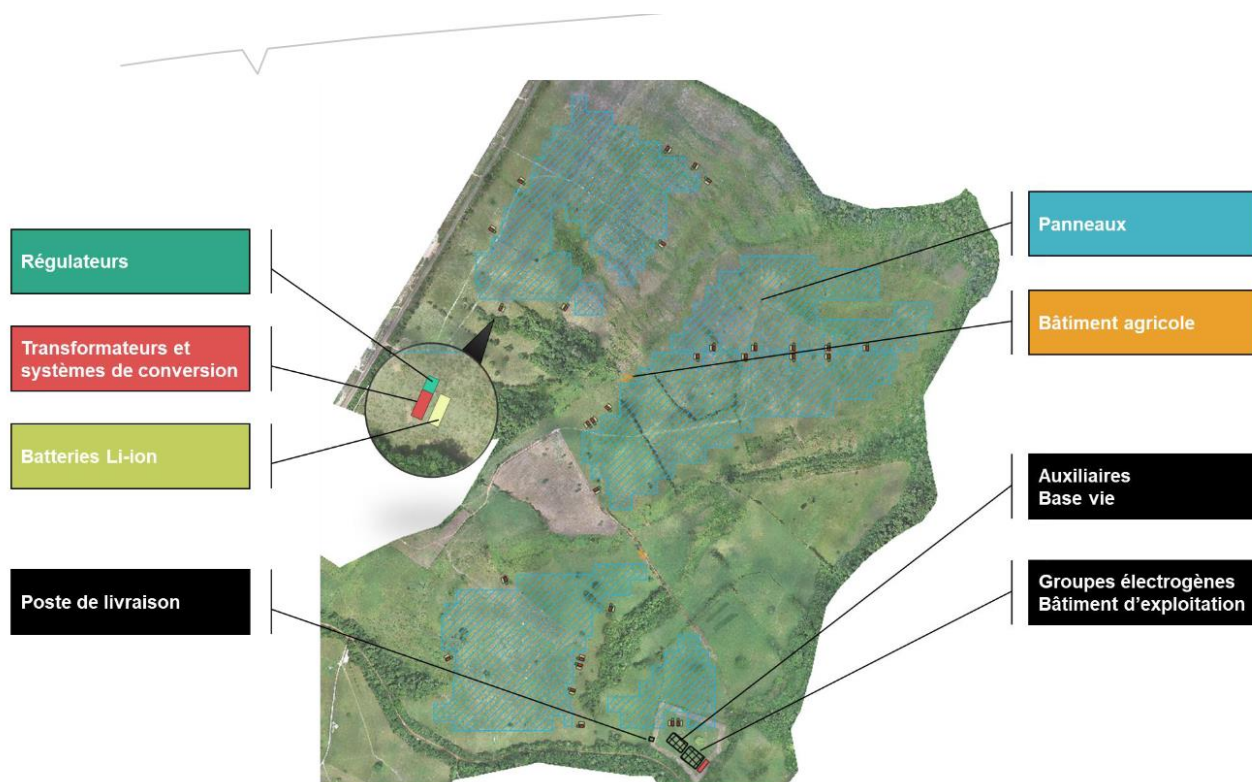 Régulateurs
Transformateurs et
systèmes de conversion
Batteries Li-ion
Poste de livraison
Panneaux
Bâtiment agricole
Auxiliaires
Base vie
Groupes électrogènes
Bâtiment d'exploitation